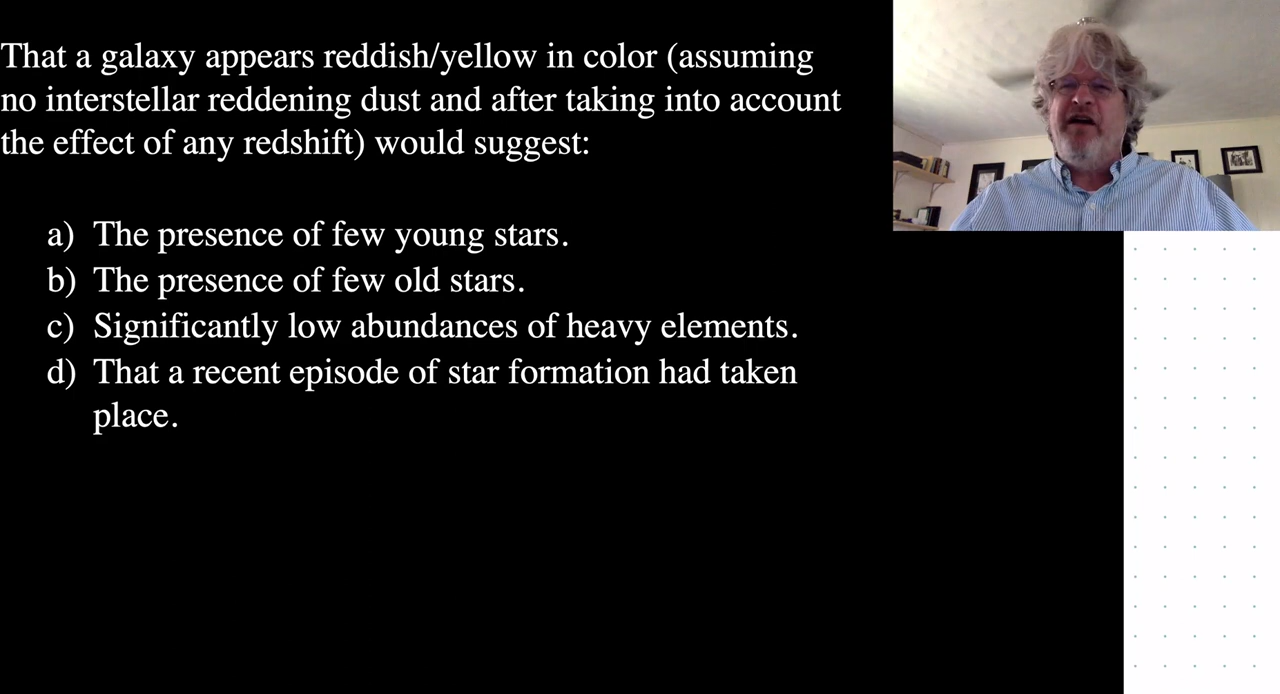 That a galaxy appears reddish/yellow in color (assuming
no interstellar reddening dust and after taking into account
the effect of any redshift) would suggest:
a) The presence of few young stars.
b) The presence of few old stars.
c) Significantly low abundances of heavy elements.
d) That a recent episode of star formation had taken
place.